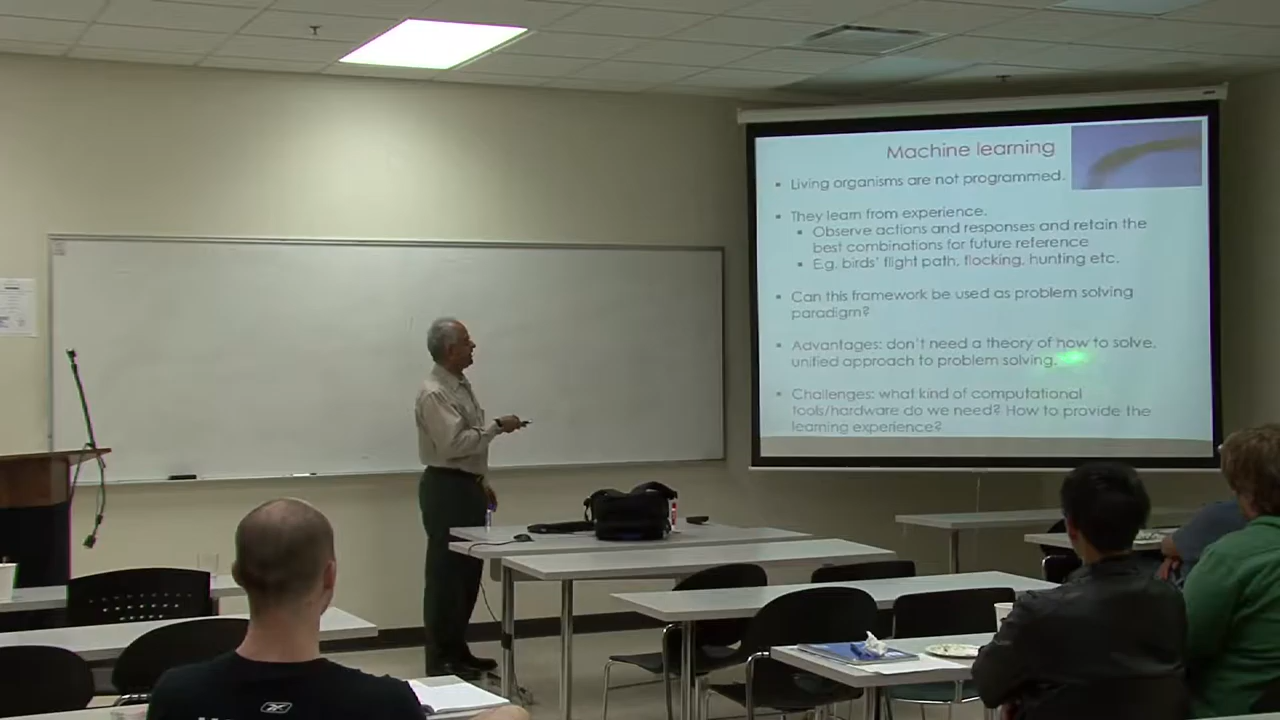 Machine learning
▪ Living organisms are not programmed.
▪ They learn from experience.
▪ Observe actions and responses and retain the
best combinations for future reference
▪ E.g. birds' flight path, flocking, hunting etc.
▪ Can this framework be used as problem solving
paradigm?
▪ Advantages: don't need a theory of how to solve,
unified approach to problem solving.
▪ Challenges: what kind of computational
tools/hardware do we need? How to provide the
learning experience?